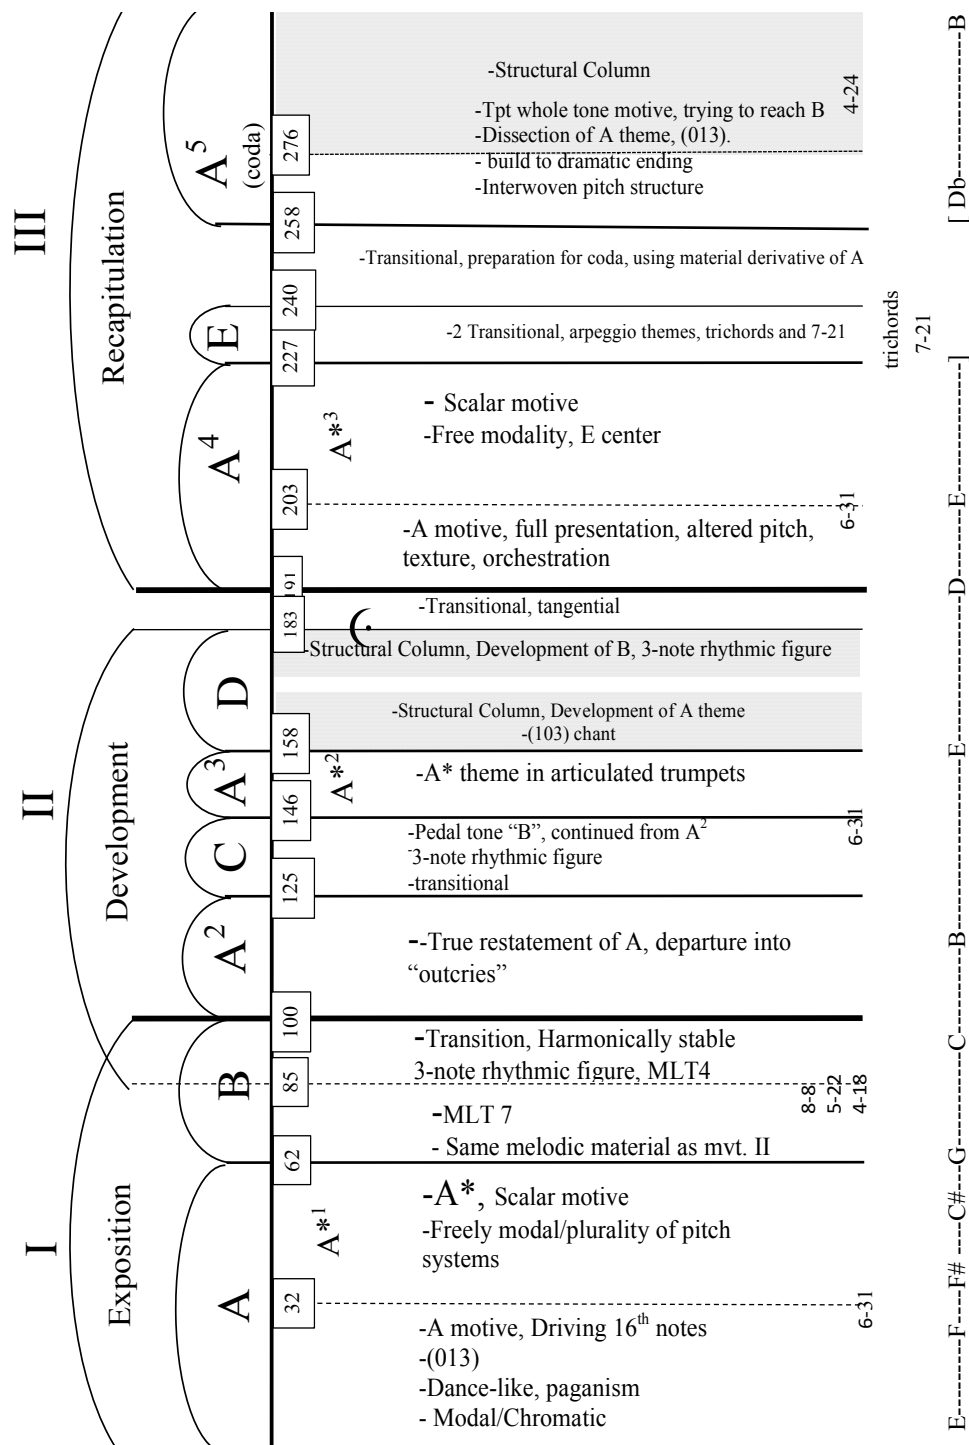 III
Recapitulation
A5
(coda)
276
258
-Structural Column
-Tpt whole tone motive, trying to reach B
-Dissection of A theme, (013).
- build to dramatic ending
-Interwoven pitch structure
4-24
[ Db------B
-Transitional, preparation for coda, using material derivative of A
240
E
227
-2 Transitional, arpeggio themes, trichords and 7-21
trichords
7-21
A4
A*3
- Scalar motive
-Free modality, E center
203
6-31
-A motive, full presentation, altered pitch,
texture, orchestration
191
-Transitional, tangential
183
II
Development
D
-Structural Column, Development of B, 3-note rhythmic figure
-Structural Column, Development of A theme
-(103) chant
158
A3
A*2
-A* theme in articulated trumpets
146
6-31
C
-Pedal tone “B”, continued from A2
-3-note rhythmic figure
-transitional
125
A2
--True restatement of A, departure into
“outcries”
100
I
Exposition
B
-Transition, Harmonically stable
3-note rhythmic figure, MLT4
85
8-8
5-22
4-18
-MLT 7
- Same melodic material as mvt. II
62
A
A*1
-A*, Scalar motive
-Freely modal/plurality of pitch
systems
32
6-31
-A motive, Driving 16th notes
-(013)
-Dance-like, paganism
- Modal/Chromatic
E-------F----F# ----C#--G---------C---------B----------------E--------------D-------E------------]